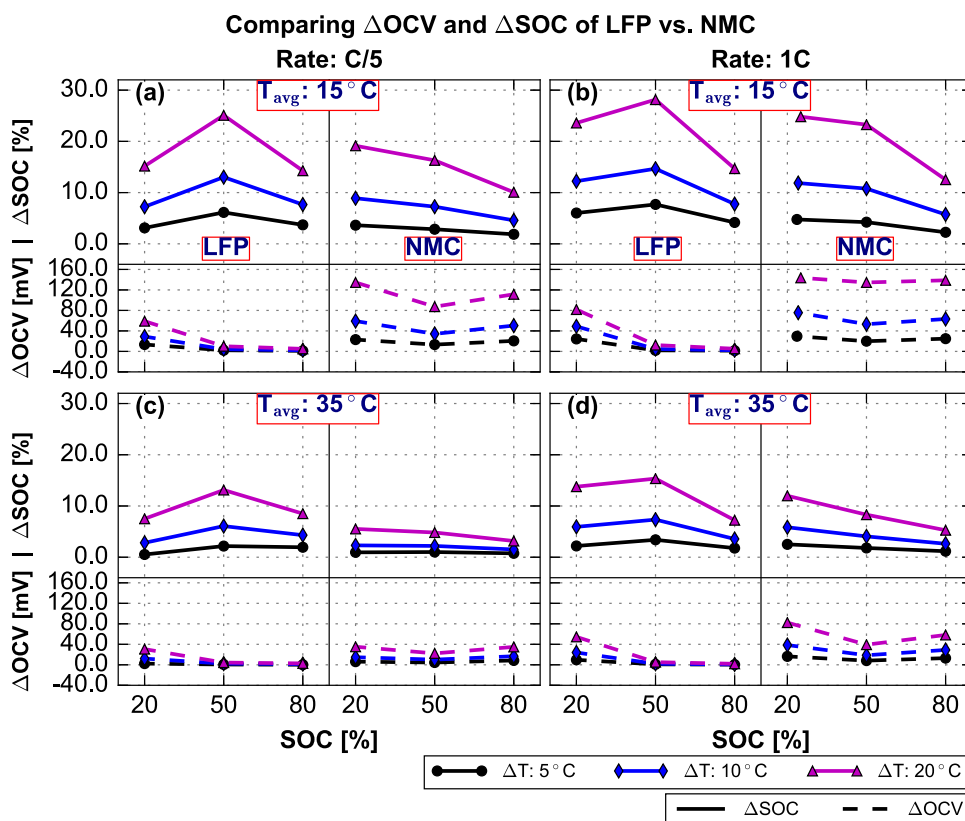 Comparing ΔOCV and ΔSOC of LFP vs. NMC
Rate: C/5
Rate: 1C
ΔOCV [mV] | ΔSOC [%]
30.0
20.0
10.0
0.0
160.0
120.0
80.0
40.0
0.0
-40.0
(a)
T_avg: 15°C
LFP
NMC
(b)
T_avg: 15°C
LFP
NMC
ΔOCV [mV] | ΔSOC [%]
30.0
20.0
10.0
0.0
160.0
120.0
80.0
40.0
0.0
-40.0
(c)
T_avg: 35°C
(d)
T_avg: 35°C
20 50 80 20 50 80 20 50 80 20 50 80
SOC [%]
SOC [%]
ΔT: 5°C ΔT: 10°C ΔT: 20°C
ΔSOC ΔOCV